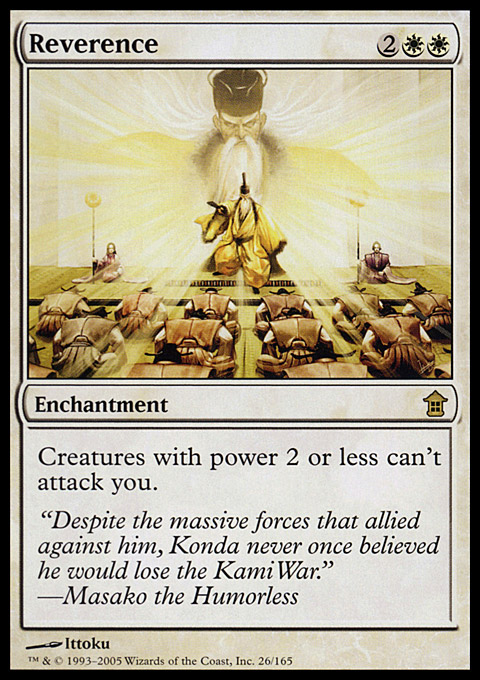 Reverence 2
Enchantment
Creatures with power 2 or less can't
attack you.
“Despite the massive forces that allied
against him, Konda never once believed
he would lose the Kami War.”
—Masako the Humorless
Ittoku
™ & © 1993–2005 Wizards of the Coast, Inc. 26/165